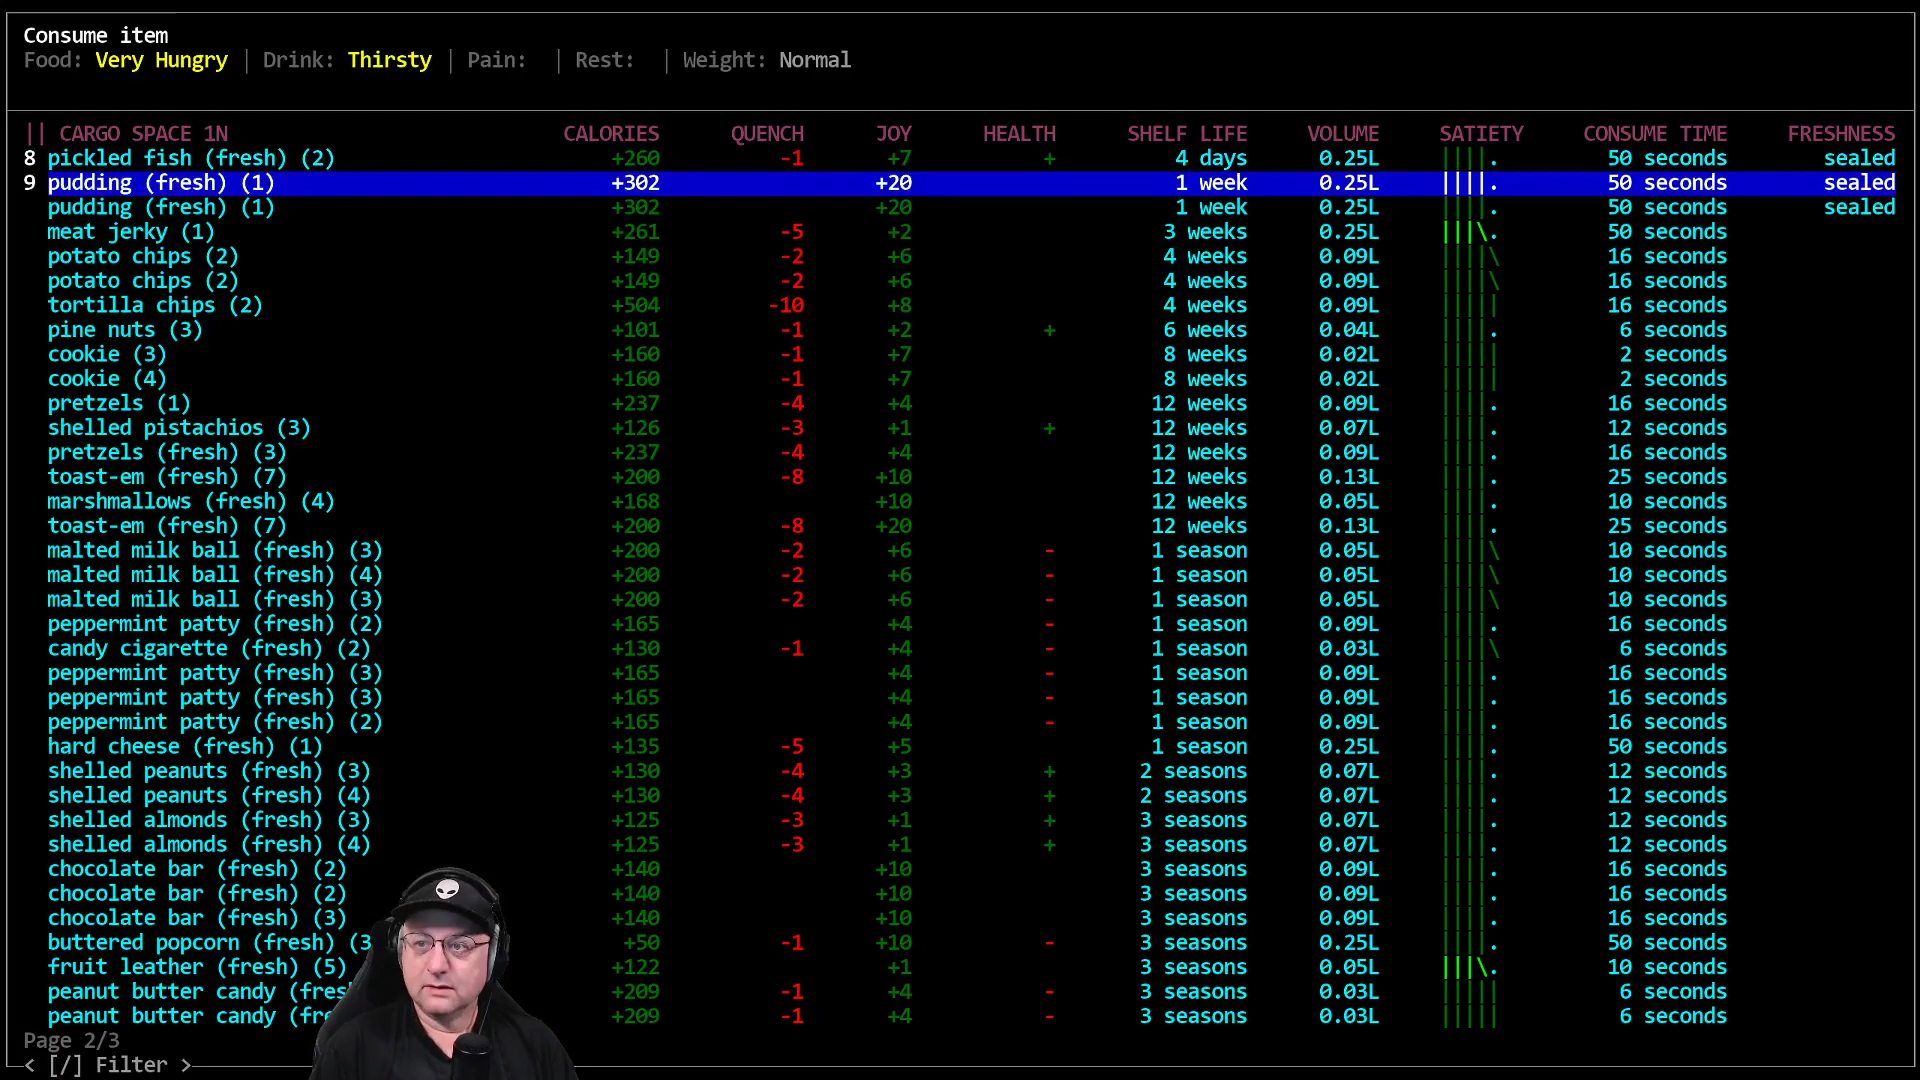 Consume item
Food: Very Hungry | Drink: Thirsty | Pain: | Rest: | Weight: Normal
|| CARGO SPACE 1N CALORIES QUENCH JOY HEALTH SHELF LIFE VOLUME SATIETY CONSUME TIME FRESHNESS
8 pickled fish (fresh) (2) +260 -1 +7 + 4 days 0.25L ||||. 50 seconds sealed
9 pudding (fresh) (1) +302 +20 1 week 0.25L ||||. 50 seconds sealed
pudding (fresh) (1) +302 +20 1 week 0.25L ||||. 50 seconds sealed
meat jerky (1) +261 -5 +2 3 weeks 0.25L |||\. 50 seconds
potato chips (2) +149 -2 +6 4 weeks 0.09L ||||\ 16 seconds
potato chips (2) +149 -2 +6 4 weeks 0.09L ||||\ 16 seconds
tortilla chips (2) +504 -10 +8 4 weeks 0.09L ||||| 16 seconds
pine nuts (3) +101 -1 +2 + 6 weeks 0.04L ||||. 6 seconds
cookie (3) +160 -1 +7 8 weeks 0.02L ||||| 2 seconds
cookie (4) +160 -1 +7 8 weeks 0.02L ||||| 2 seconds
pretzels (1) +237 -4 +4 12 weeks 0.09L ||||. 16 seconds
shelled pistachios (3) +126 -3 +1 + 12 weeks 0.07L ||||. 12 seconds
pretzels (fresh) (3) +237 -4 +4 12 weeks 0.09L ||||. 16 seconds
toast-em (fresh) (7) +200 -8 +10 12 weeks 0.13L ||||. 25 seconds
marshmallows (fresh) (4) +168 +10 12 weeks 0.05L ||||. 10 seconds
toast-em (fresh) (7) +200 -8 +20 12 weeks 0.13L ||||. 25 seconds
malted milk ball (fresh) (3) +200 -2 +6 - 1 season 0.05L ||||\ 10 seconds
malted milk ball (fresh) (4) +200 -2 +6 - 1 season 0.05L ||||\ 10 seconds
malted milk ball (fresh) (3) +200 -2 +6 - 1 season 0.05L ||||\ 10 seconds
peppermint patty (fresh) (2) +165 +4 - 1 season 0.09L ||||. 16 seconds
candy cigarette (fresh) (2) +130 -1 +4 - 1 season 0.03L ||||\ 6 seconds
peppermint patty (fresh) (3) +165 +4 - 1 season 0.09L ||||. 16 seconds
peppermint patty (fresh) (3) +165 +4 - 1 season 0.09L ||||. 16 seconds
peppermint patty (fresh) (2) +165 +4 - 1 season 0.09L ||||. 16 seconds
hard cheese (fresh) (1) +135 -5 +5 1 season 0.25L ||||. 50 seconds
shelled peanuts (fresh) (3) +130 -4 +3 + 2 seasons 0.07L ||||. 12 seconds
shelled peanuts (fresh) (4) +130 -4 +3 + 2 seasons 0.07L ||||. 12 seconds
shelled almonds (fresh) (3) +125 -3 +1 + 3 seasons 0.07L ||||. 12 seconds
shelled almonds (fresh) (4) +125 -3 +1 + 3 seasons 0.07L ||||. 12 seconds
chocolate bar (fresh) (2) +140 +10 3 seasons 0.09L ||||. 16 seconds
chocolate bar (fresh) (2) +140 +10 3 seasons 0.09L ||||. 16 seconds
chocolate bar (fresh) (3) +140 +10 3 seasons 0.09L ||||. 16 seconds
buttered popcorn (fresh) (3 +50 -1 +10 - 3 seasons 0.25L ||||. 50 seconds
fruit leather (fresh) (5) +122 +1 3 seasons 0.05L |||\. 10 seconds
peanut butter candy (fres +209 -1 +4 - 3 seasons 0.03L ||||| 6 seconds
peanut butter candy (fr +209 -1 +4 - 3 seasons 0.03L ||||| 6 seconds
Page 2/3
< [/] Filter >